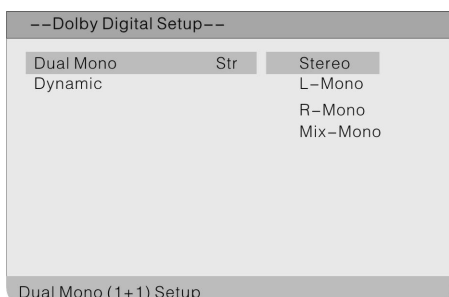 --Dolby Digital Setup--
Dual Mono Str Stereo
Dynamic L-Mono
R-Mono
Mix-Mono
Dual Mono (1+1) Setup